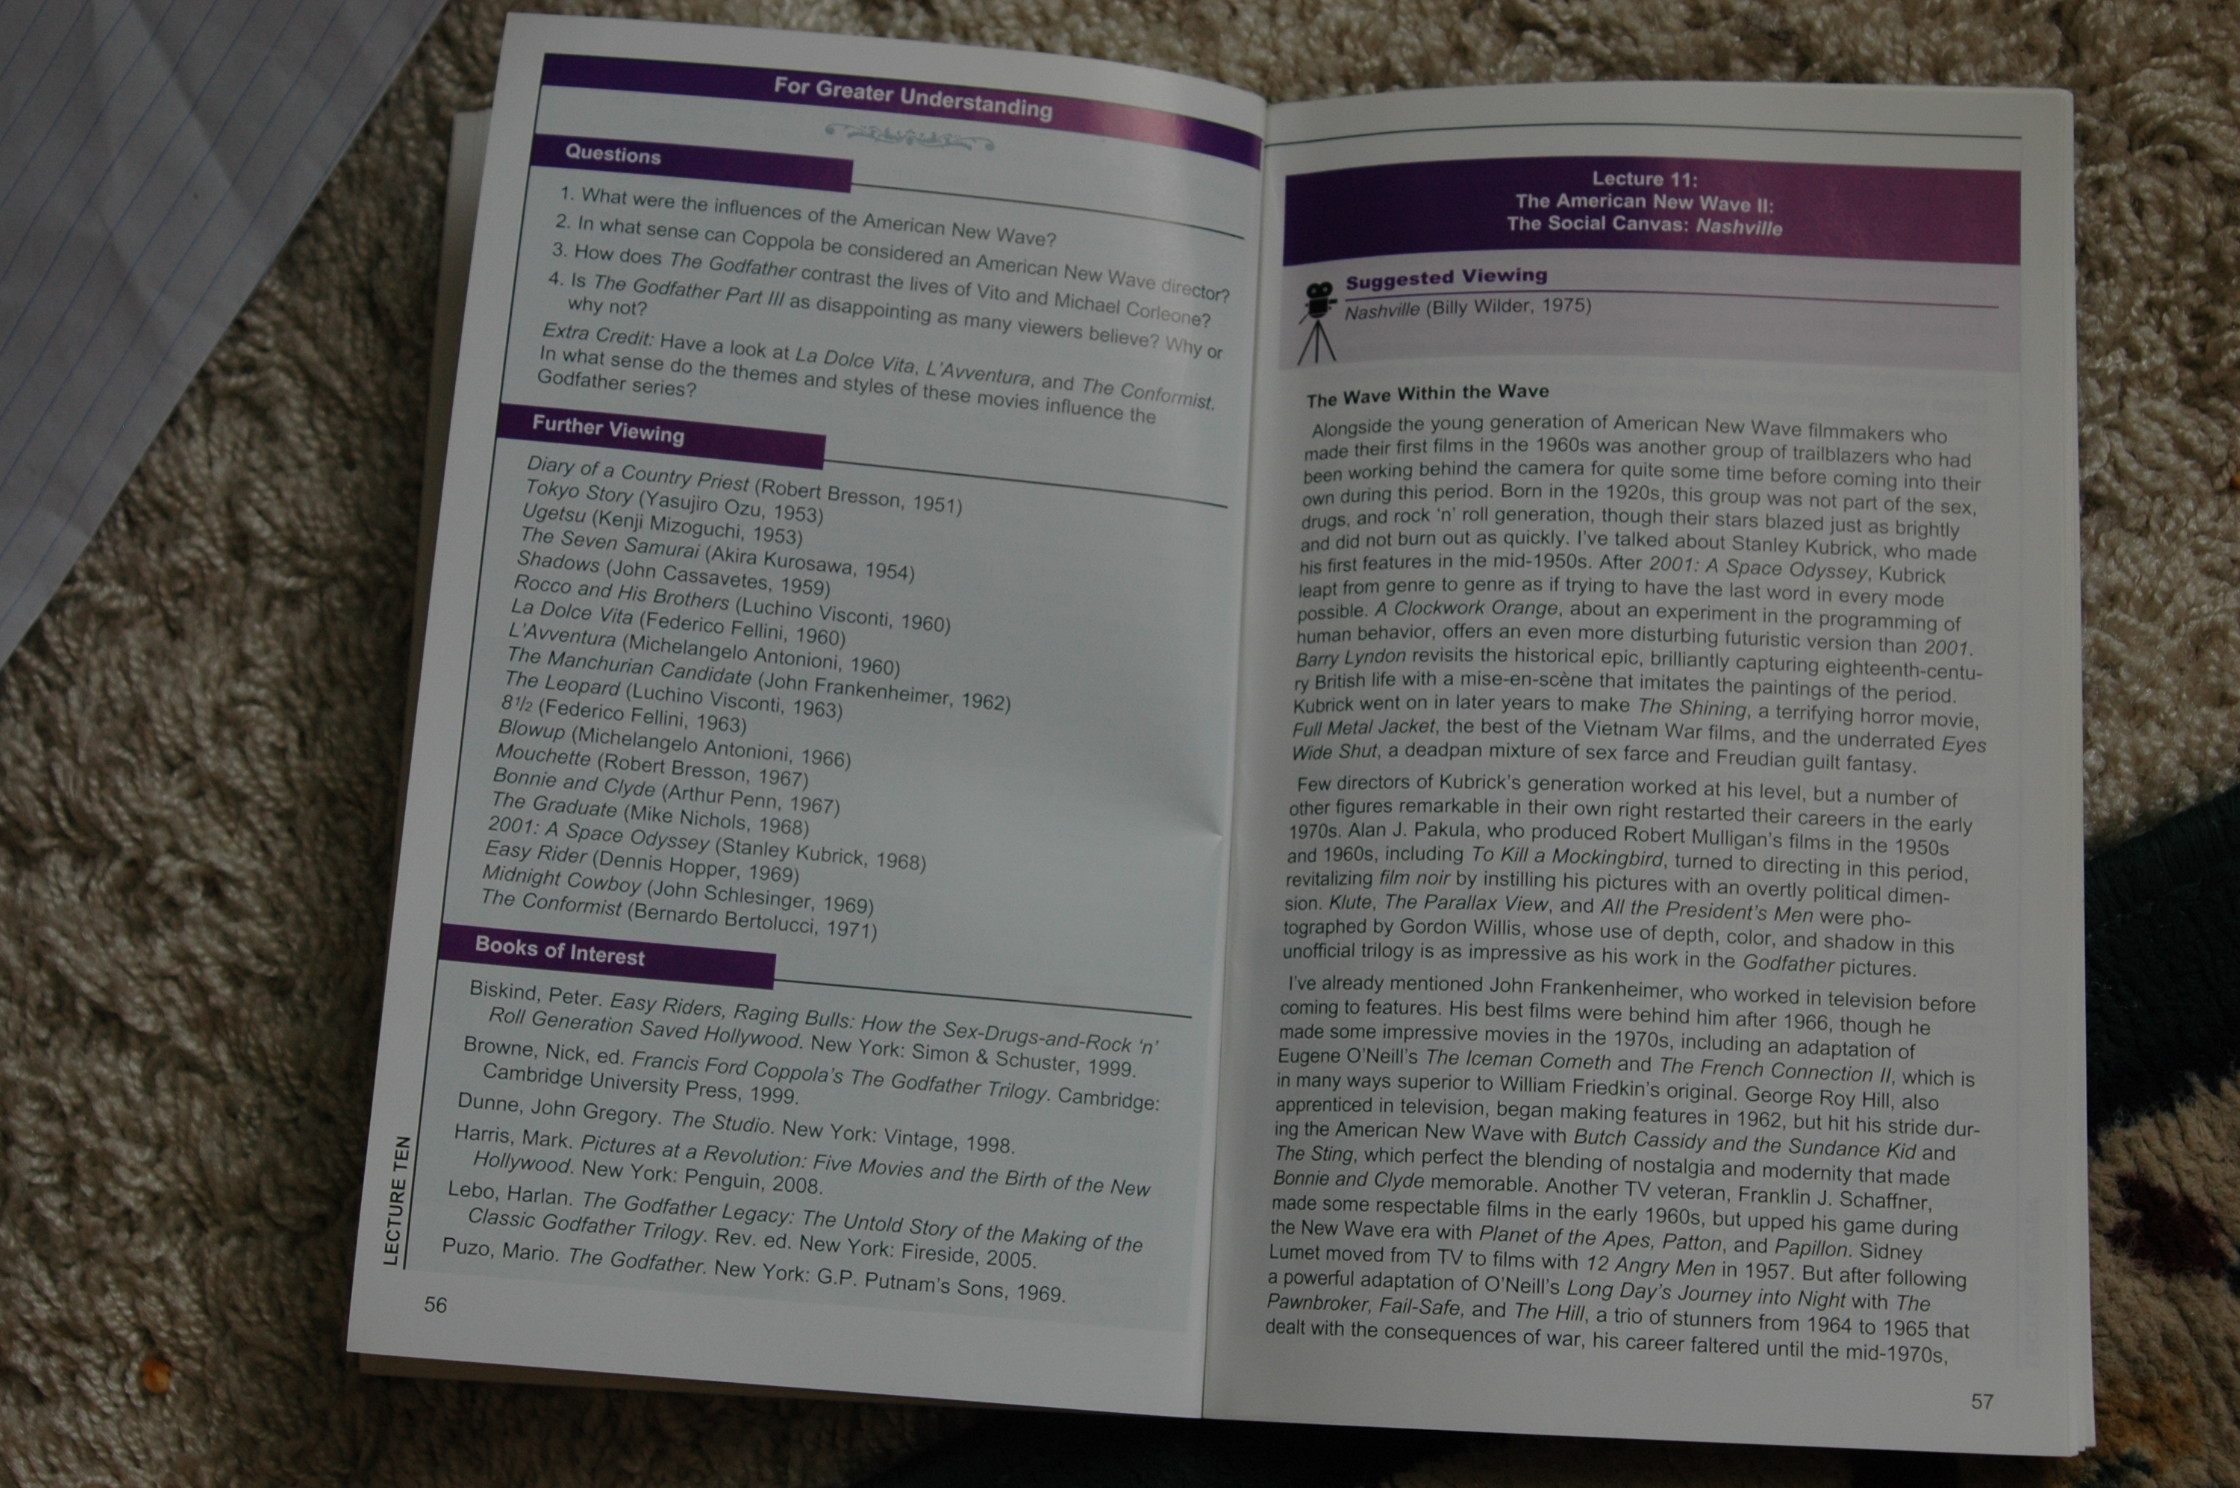 For Greater Understanding
Questions
1. What were the influences of the American New Wave?
2. In what sense can Coppola be considered an American New Wave director?
3. How does The Godfather contrast the lives of Vito and Michael Corleone?
4. Is The Godfather Part III as disappointing as many viewers believe? Why or
why not?
Extra Credit: Have a look at La Dolce Vita, L'Avventura, and The Conformist.
In what sense do the themes and styles of these movies influence the
Godfather series?
Further Viewing
Diary of a Country Priest (Robert Bresson, 1951)
Tokyo Story (Yasujiro Ozu, 1953)
Ugetsu (Kenji Mizoguchi, 1953)
The Seven Samurai (Akira Kurosawa, 1954)
Shadows (John Cassavetes, 1959)
Rocco and His Brothers (Luchino Visconti, 1960)
La Dolce Vita (Federico Fellini, 1960)
L'Avventura (Michelangelo Antonioni, 1960)
The Manchurian Candidate (John Frankenheimer, 1962)
The Leopard (Luchino Visconti, 1963)
8½ (Federico Fellini, 1963)
Blowup (Michelangelo Antonioni, 1966)
Mouchette (Robert Bresson, 1967)
Bonnie and Clyde (Arthur Penn, 1967)
The Graduate (Mike Nichols, 1968)
2001: A Space Odyssey (Stanley Kubrick, 1968)
Easy Rider (Dennis Hopper, 1969)
Midnight Cowboy (John Schlesinger, 1969)
The Conformist (Bernardo Bertolucci, 1971)
Books of Interest
Biskind, Peter. Easy Riders, Raging Bulls: How the Sex-Drugs-and-Rock 'n'
Roll Generation Saved Hollywood. New York: Simon & Schuster, 1999.
Browne, Nick, ed. Francis Ford Coppola's The Godfather Trilogy. Cambridge:
Cambridge University Press, 1999.
Dunne, John Gregory. The Studio. New York: Vintage, 1998.
Harris, Mark. Pictures at a Revolution: Five Movies and the Birth of the New
Hollywood. New York: Penguin, 2008.
Lebo, Harlan. The Godfather Legacy: The Untold Story of the Making of the
Classic Godfather Trilogy. Rev. ed. New York: Fireside, 2005.
Puzo, Mario. The Godfather. New York: G.P.. Putnam's Sons, 1969.
LECTURE TEN
56
Lecture 11:
The American New Wave II:
The Social Canvas: Nashville
Suggested Viewing
Nashville (Billy Wilder, 1975)
The Wave Within the Wave
Alongside the young generation of American New Wave filmmakers who
made their first films in the 1960s was another group of trailblazers who had
been working behind the camera for quite some time before coming into their
own during this period. Born in the 1920s, this group was not part of the sex,
drugs, and rock 'n' roll generation, though their stars blazed just as brightly
and did not burn out as quickly. I've talked about Stanley Kubrick, who made
his first features in the mid-1950s. After 2001: A Space Odyssey, Kubrick
leapt from genre to genre as if trying to have the last word in every mode
possible. A Clockwork Orange, about an experiment in the programming of
human behavior, offers an even more disturbing futuristic version than 2001.
Barry Lyndon revisits the historical epic, brilliantly capturing eighteenth-centu-
ry British life with a mise-en-scène that imitates the paintings of the period.
Kubrick went on in later years to make The Shining, a terrifying horror movie,
Full Metal Jacket, the best of the Vietnam War films, and the underrated Eyes
Wide Shut, a deadpan mixture of sex farce and Freudian guilt fantasy.
Few directors of Kubrick's generation worked at his level, but a number of
other figures remarkable in their own right restarted their careers in the early
1970s. Alan J. Pakula, who produced Robert Mulligan's films in the 1950s
and 1960s, including To Kill a Mockingbird, turned to directing in this period,
revitalizing film noir by instilling his pictures with an overtly political dimen-
sion. Klute, The Parallax View, and All the President's Men were pho-
tographed by Gordon Willis, whose use of depth, color, and shadow in this
unofficial trilogy is as impressive as his work in the Godfather pictures.
I've already mentioned John Frankenheimer, who worked in television before
coming to features. His best films were behind him after 1966, though he
made some impressive movies in the 1970s, including an adaptation of
Eugene O'Neill's The Iceman Cometh and The French Connection II, which is
in many ways superior to William Friedkin's original. George Roy Hill, also
apprenticed in television, began making features in 1962, but hit his stride dur-
ing the American New Wave with Butch Cassidy and the Sundance Kid and
The Sting, which perfect the blending of nostalgia and modernity that made
Bonnie and Clyde memorable. Another TV veteran, Franklin J. Schaffner,
made some respectable films in the early 1960s, but upped his game during
the New Wave era with Planet of the Apes, Patton, and Papillon. Sidney
Lumet moved from TV to films with 12 Angry Men in 1957. But after following
a powerful adaptation of O'Neill's Long Day's Journey into Night with The
Pawnbroker, Fail-Safe, and The Hill, a trio of stunners from 1964 to 1965 that
dealt with the consequences of war, his career faltered until the mid-1970s,
57